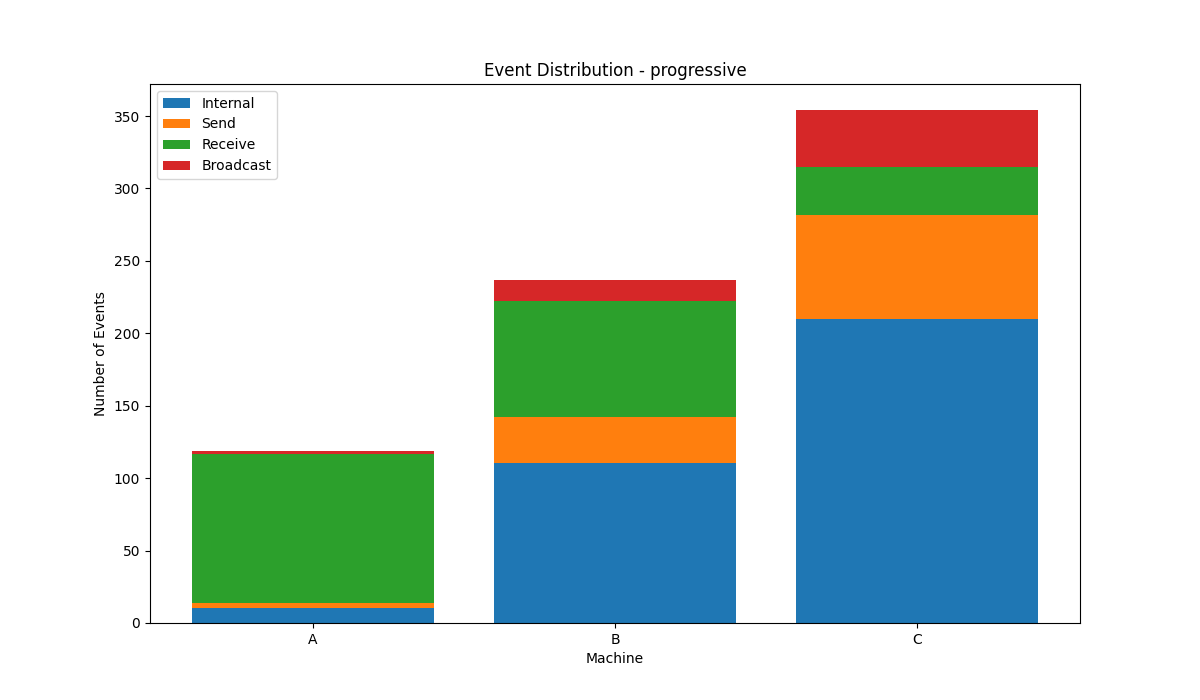 Event Distribution - progressive
Internal
Send
Receive
Broadcast
350
300
250
200
150
100
50
0
Number of Events
A B C
Machine